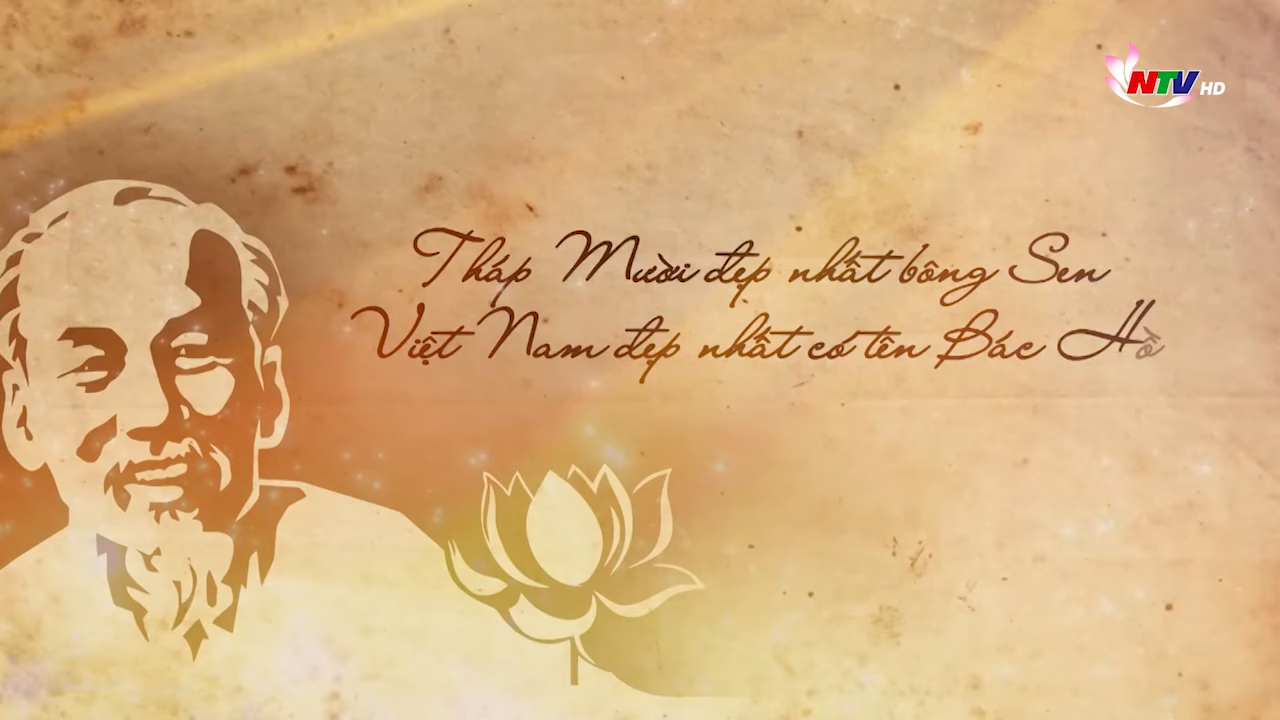 NTV HD
Tháp Mười đẹp nhất bông Sen
Việt Nam đẹp nhất có tên Bác Hồ